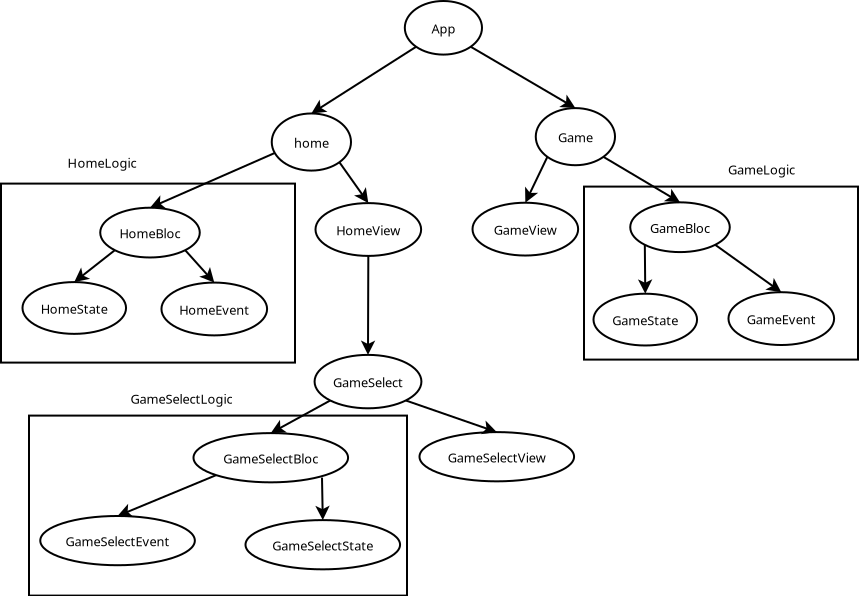 App
home
Game
HomeLogic
GameLogic
HomeBloc
HomeView
GameView
GameBloc
HomeState
HomeEvent
GameState
GameEvent
GameSelect
GameSelectLogic
GameSelectBloc
GameSelectView
GameSelectEvent
GameSelectState